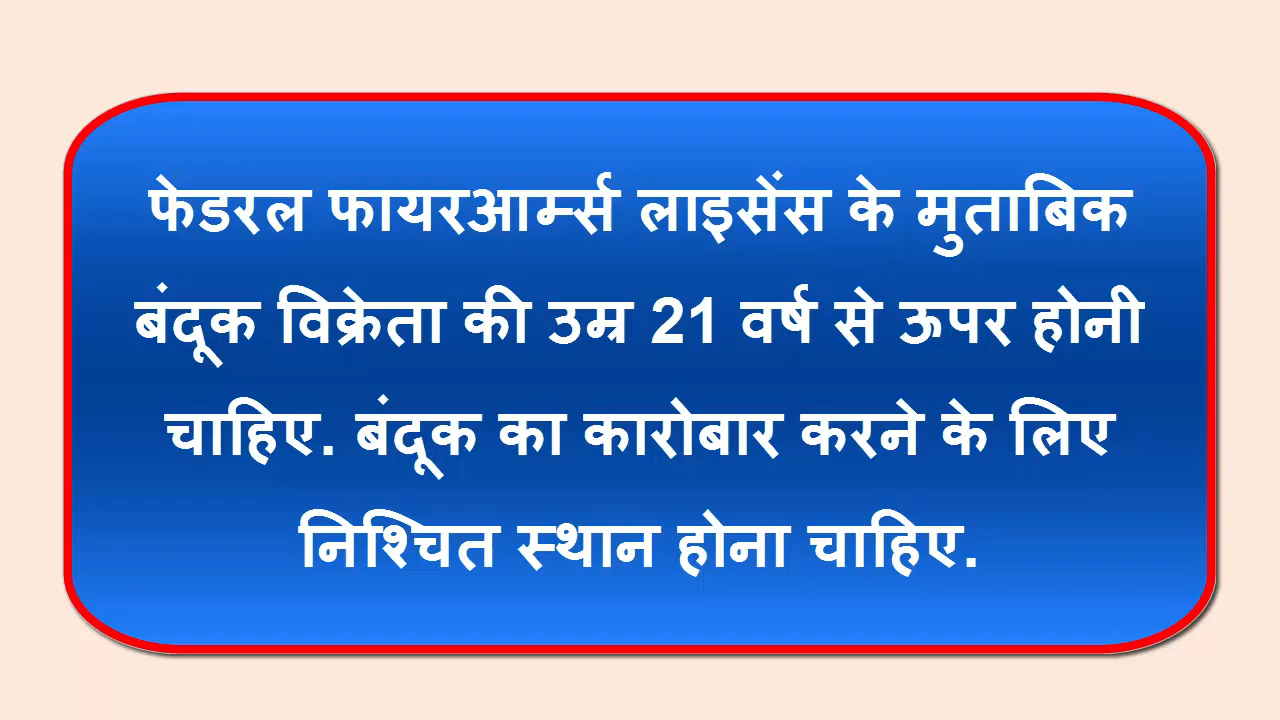 फेडरल फायरआर्म्स लाइसेंस के मुताबिक
बंदूक विक्रेता की उम्र 21 वर्ष से ऊपर होनी
चाहिए. बंदूक का कारोबार करने के लिए
निश्चित स्थान होना चाहिए.